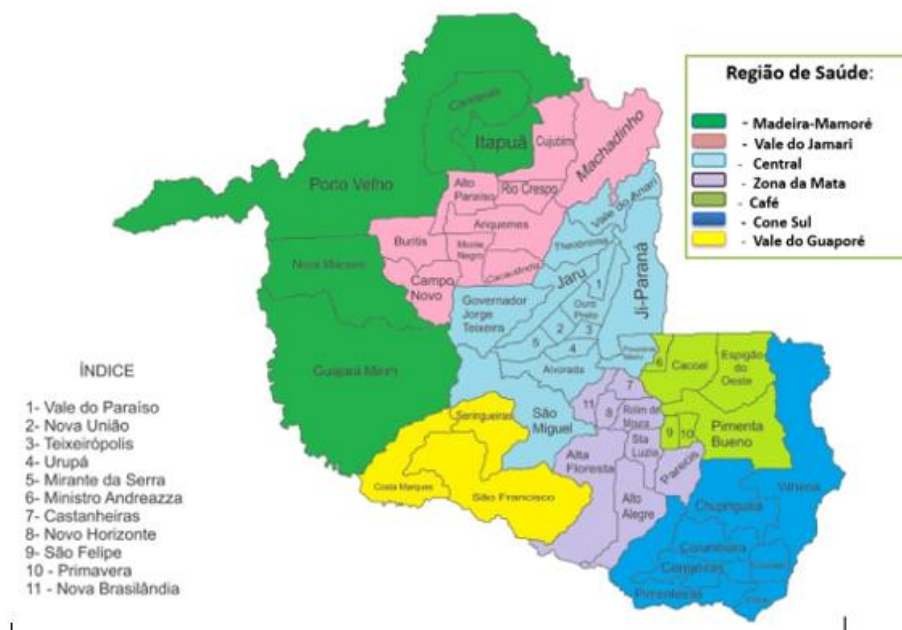 Região de Saúde:
- Madeira-Mamoré
- Vale do Jamari
- Central
- Zona da Mata
- Café
- Cone Sul
- Vale do Guaporé
Candeias
Itapuã
Cujubim
Machadinho
Porto Velho
Alto
Paraíso
Rio Crespo
Vale do Anari
Ariquemes
Buritis
Monte
Negro
Theobroma
Nova Mamoré
Cacaulândia
Campo
Novo
Jaru
1
Ji-Paraná
Governador
Jorge
Teixeira
Ouro
Preto
2
3
5
4
Guajará Mirim
Alvorada
6
Cacoal
Espigão
do
Oeste
7
11
8
Rolim de
Moura
Seringueiras
São
Miguel
9
10
Pimenta
Bueno
Sta
Luzia
Alta
Floresta
Parecis
Vilhena
Costa Marques
São Francisco
Alto
Alegre
Chupinguaia
Corumbiara
Cerejeiras
Pimenteiras
ÍNDICE
1- Vale do Paraíso
2- Nova União
3- Teixeirópolis
4- Urupá
5- Mirante da Serra
6- Ministro Andreazza
7- Castanheiras
8- Novo Horizonte
9- São Felipe
10 - Primavera
11 - Nova Brasilândia